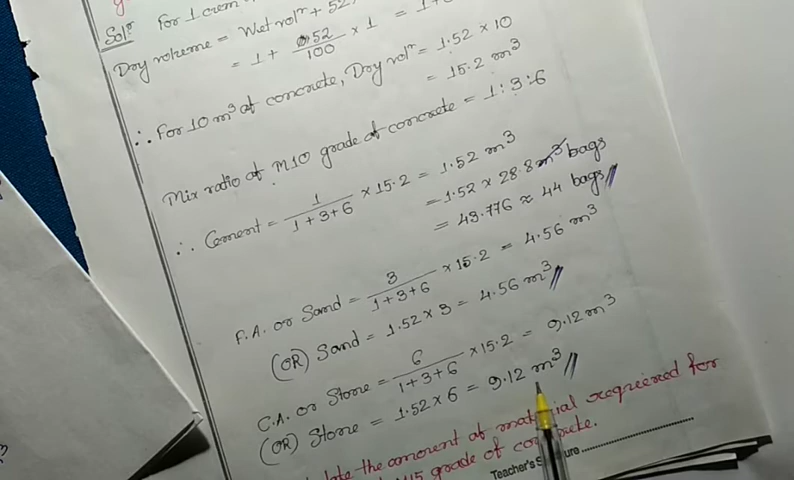 Solⁿ For 1 cum
Dry volume = Wet volⁿ + 52%
= 1 + 52/100 × 1 = 1+0
∴ For 10 m³ of concrete, Dry volⁿ = 1.52 × 10
= 15.2 m³
Mix ratio of M10 grade of concrete = 1:3:6
∴ Cement = 1/(1+3+6) × 15.2 = 1.52 m³
= 1.52 × 28.8 bags
= 43.776 ≈ 44 bags
F.A. or Sand = 3/(1+3+6) × 15.2 = 4.56 m³
(OR) Sand = 1.52 × 3 = 4.56 m³
C.A. or Stone = 6/(1+3+6) × 15.2 = 9.12 m³
(OR) Stone = 1.52 × 6 = 9.12 m³
the amount of material required for
M15 grade of concrete.
Teacher's Signature